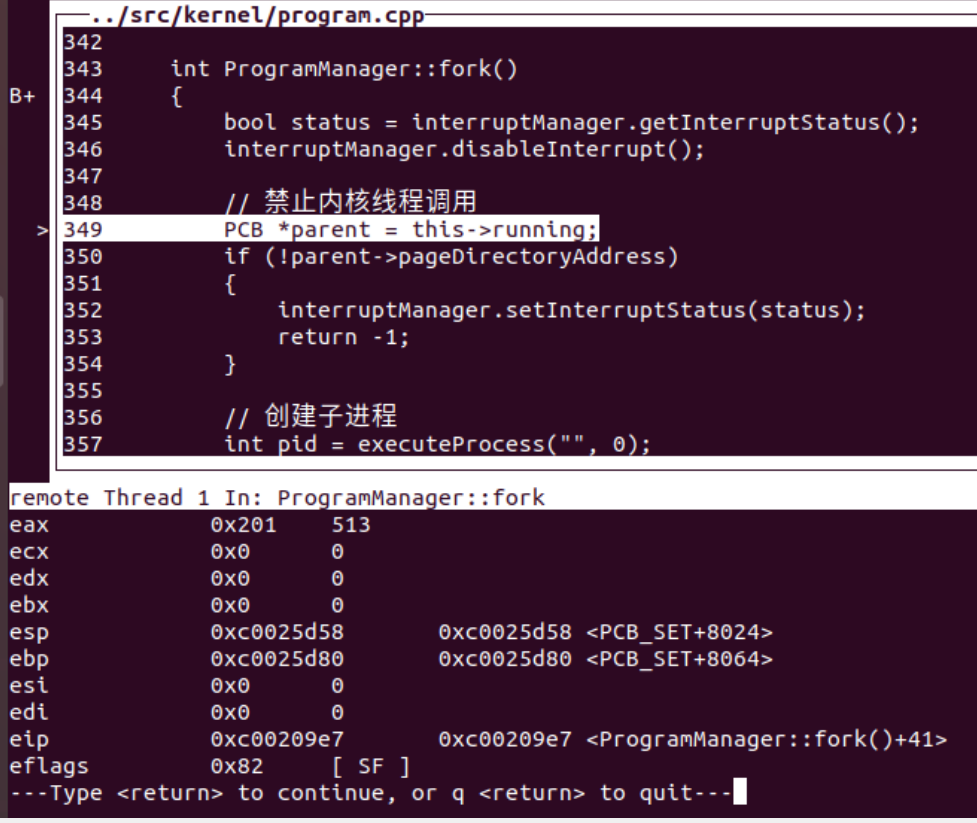 ../src/kernel/program.cpp
342
343 int ProgramManager::fork()
B+ 344 {
345 bool status = interruptManager.getInterruptStatus();
346 interruptManager.disableInterrupt();
347
348 // 禁止内核线程调用
> 349 PCB *parent = this->running;
350 if (!parent->pageDirectoryAddress)
351 {
352 interruptManager.setInterruptStatus(status);
353 return -1;
354 }
355
356 // 创建子进程
357 int pid = executeProcess("", 0);
remote Thread 1 In: ProgramManager::fork
eax 0x201 513
ecx 0x0 0
edx 0x0 0
ebx 0x0 0
esp 0xc0025d58 0xc0025d58 <PCB_SET+8024>
ebp 0xc0025d80 0xc0025d80 <PCB_SET+8064>
esi 0x0 0
edi 0x0 0
eip 0xc00209e7 0xc00209e7 <ProgramManager::fork()+41>
eflags 0x82 [ SF ]
---Type <return> to continue, or q <return> to quit---